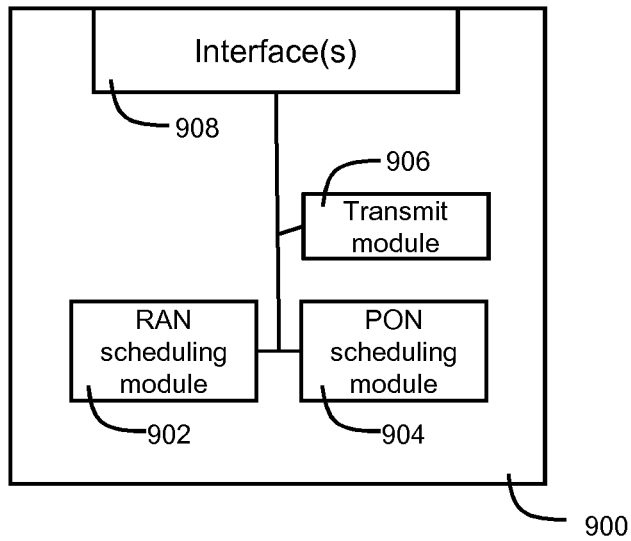 Interface(s)
908
906
Transmit
module
RAN
scheduling
module
PON
scheduling
module
902
904
900